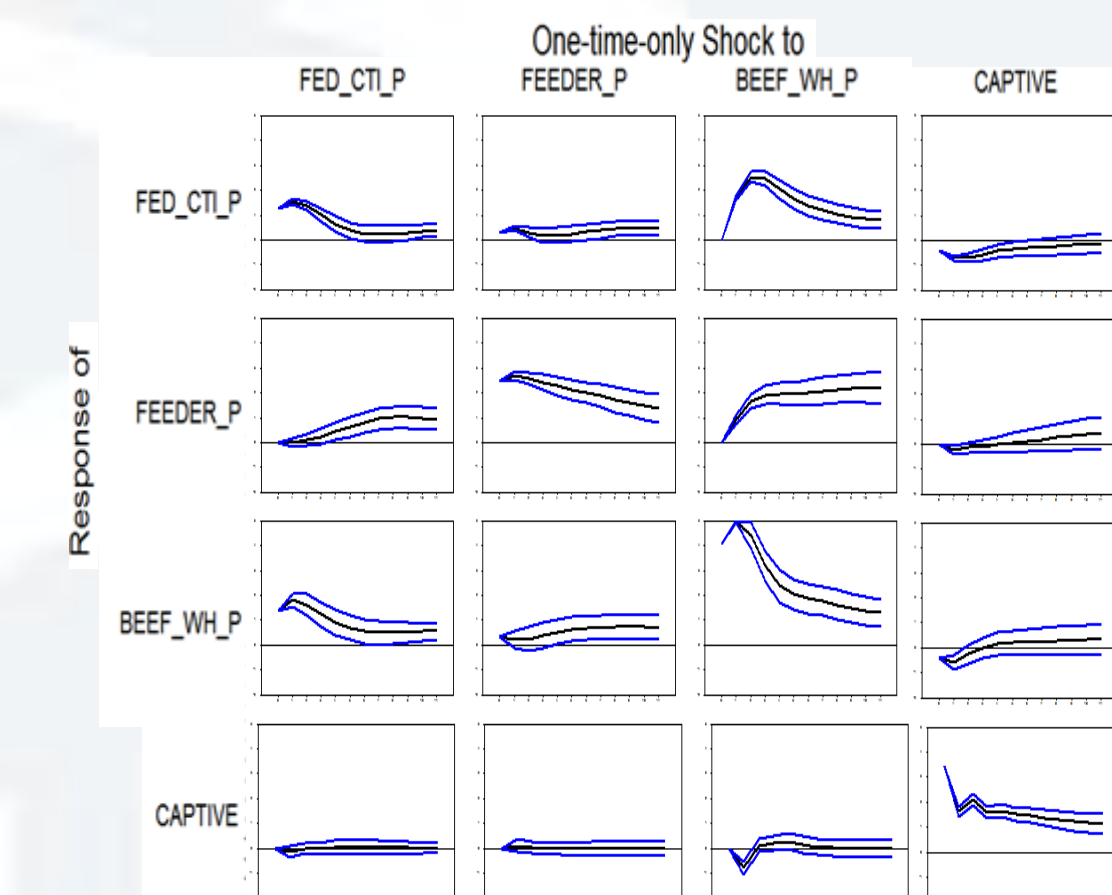 One-time-only Shock to
FED_CTI_P FEEDER_P BEEF_WH_P CAPTIVE
Response of
FED_CTI_P
FEEDER_P
BEEF_WH_P
CAPTIVE